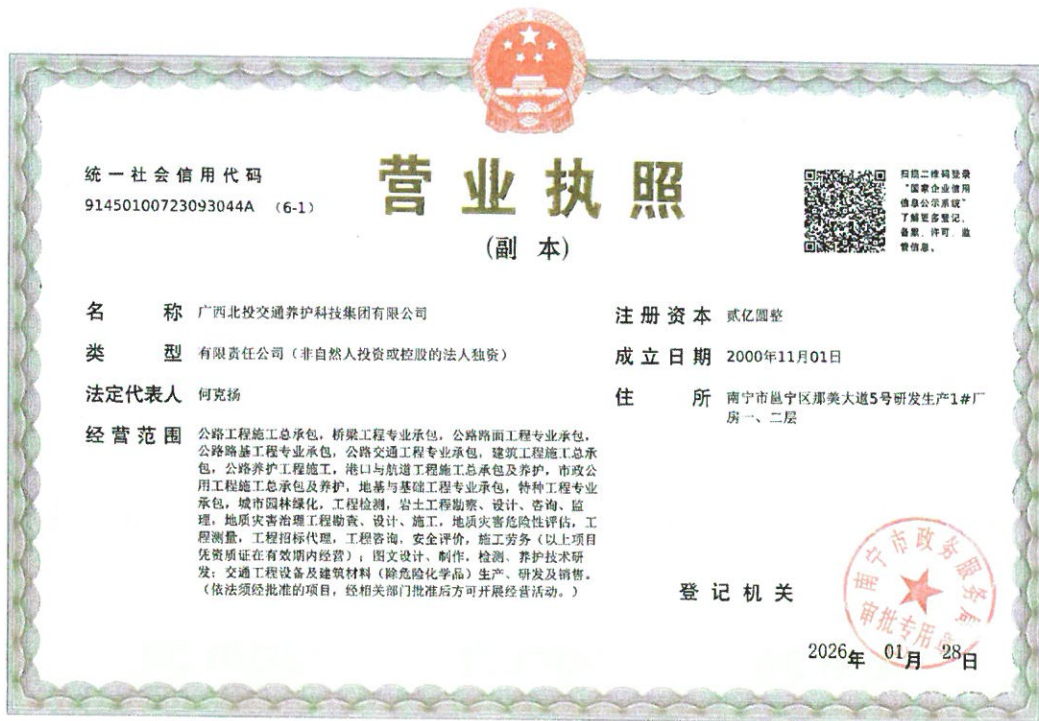 营业执照
(副 本)
统一社会信用代码
91450100723093044A (6-1)
扫描二维码登录
“国家企业信用
信息公示系统”
了解更多登记、
备案、许可、监
管信息。
名 称 广西北投交通养护科技集团有限公司
类 型 有限责任公司（非自然人投资或控股的法人独资）
法定代表人 何克扬
经营范围 公路工程施工总承包，桥梁工程专业承包，公路路面工程专业承包，
公路路基工程专业承包，公路交通工程专业承包，建筑工程施工总承
包，公路养护工程施工，港口与航道工程施工总承包及养护，市政公
用工程施工总承包及养护，地基与基础工程专业承包，特种工程专业
承包，城市园林绿化，工程检测，岩土工程勘察、设计、咨询、监
理，地质灾害治理工程勘查、设计、施工，地质灾害危险性评估，工
程测量，工程招标代理，工程咨询，安全评价，施工劳务（以上项目
凭资质证在有效期内经营）；图文设计、制作，检测、养护技术研
发；交通工程设备及建筑材料（除危险化学品）生产、研发及销售。
（依法须经批准的项目，经相关部门批准后方可开展经营活动。）
注册资本 贰亿圆整
成立日期 2000年11月01日
住 所 南宁市邕宁区那美大道5号研发生产1#厂
房一、二层
登记机关
南宁市政务服务局
审批专用章
2026年 01月 28日